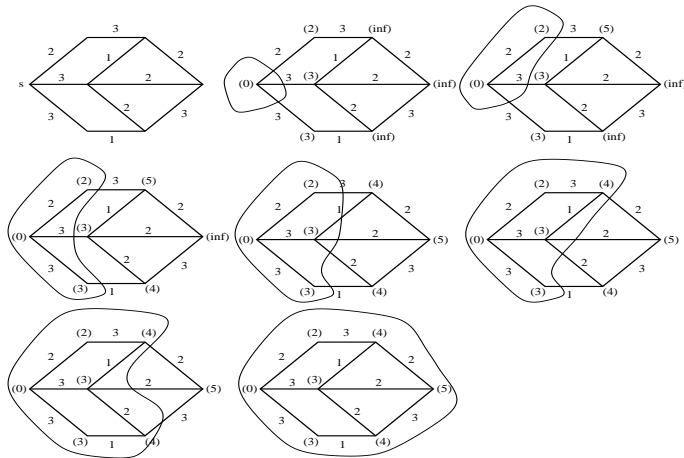 3
2 1 2
s 3 2
3 2 3
1
(2) 3 (inf)
2 1 2
(0) 3 (3) 2 (inf)
3 2 3
(3) 1 (inf)
(2) 3 (5)
2 1 2
(0) 3 (3) 2 (inf)
3 2 3
(3) 1 (inf)
(2) 3 (5)
2 1 2
(0) 3 (3) 2 (inf)
3 2 3
(3) 1 (4)
(2) 3 (4)
2 1 2
(0) 3 (3) 2 (5)
3 2 3
(3) 1 (4)
(2) 3 (4)
2 1 2
(0) 3 (3) 2 (5)
3 2 3
(3) 1 (4)
(2) 3 (4)
2 1 2
(0) 3 (3) 2 (5)
3 2 3
(3) 1 (4)
(2) 3 (4)
2 1 2
(0) 3 (3) 2 (5)
3 2 3
(3) 1 (4)